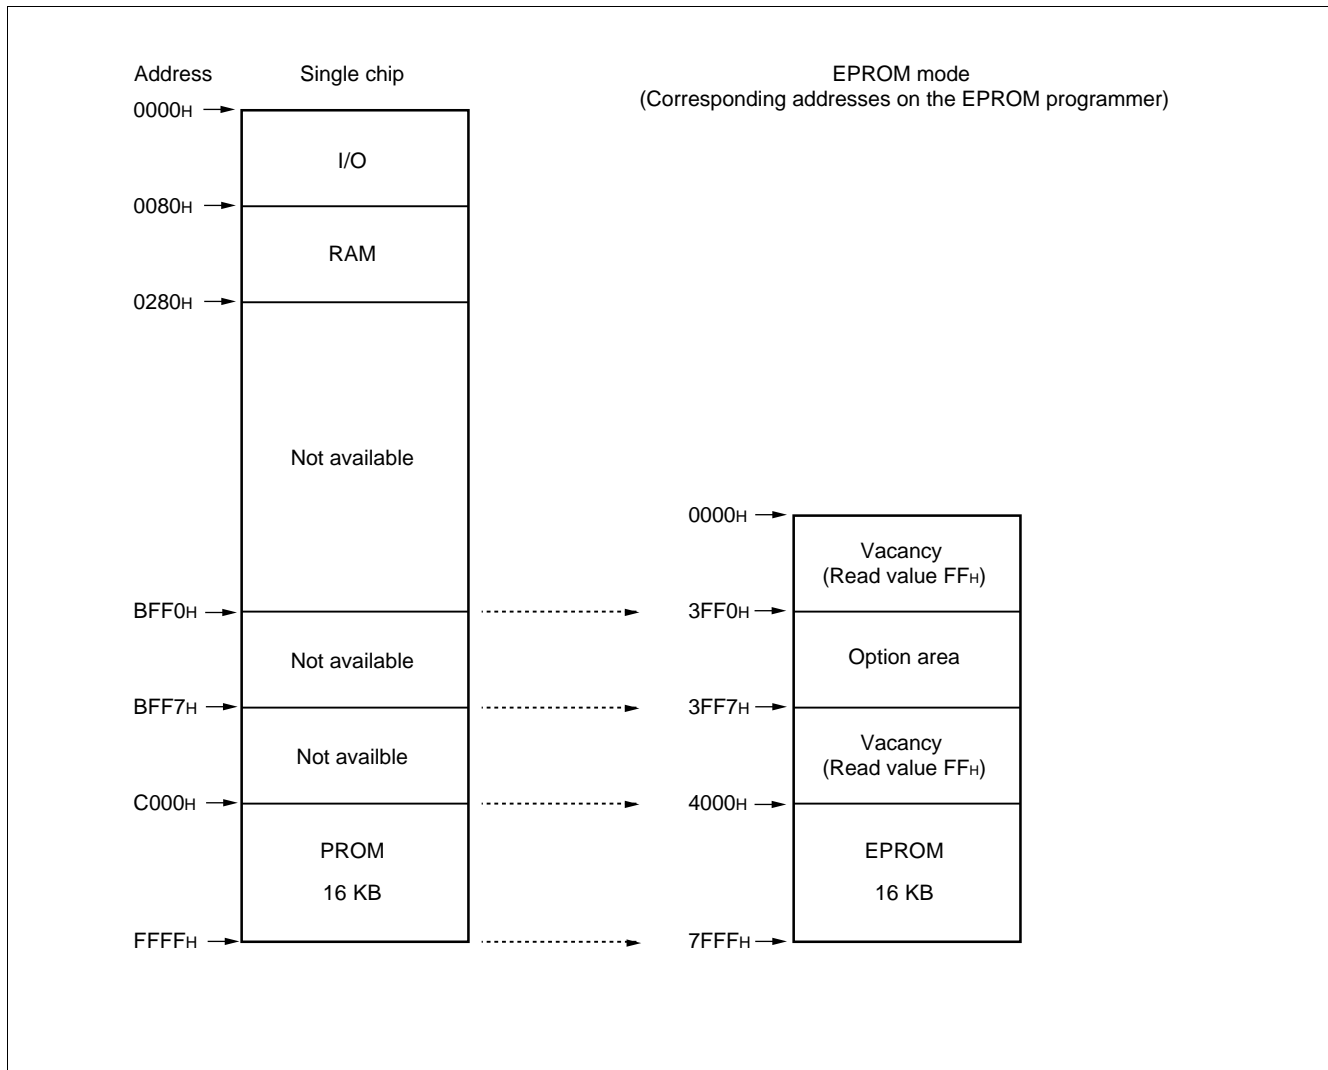 Address
Single chip
EPROM mode
(Corresponding addresses on the EPROM programmer)
0000H
I/O
0080H
RAM
0280H
Not available
0000H
Vacancy
(Read value FFH)
BFF0H
3FF0H
Not available
Option area
BFF7H
3FF7H
Not availble
Vacancy
(Read value FFH)
C000H
4000H
PROM
16 KB
EPROM
16 KB
FFFFH
7FFFH